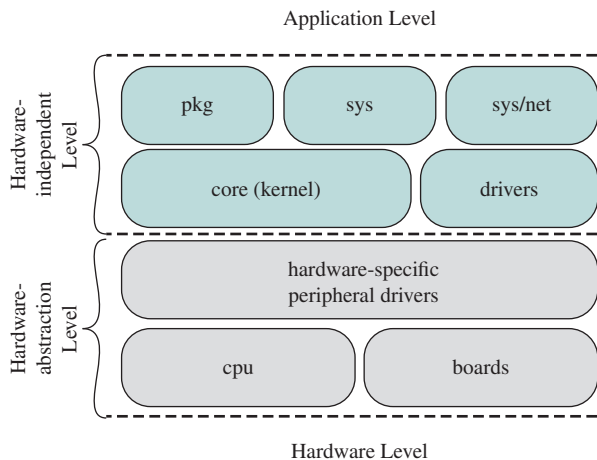 Application Level
Hardware-
independent
Level
pkg
sys
sys/net
core (kernel)
drivers
Hardware-
abstraction
Level
hardware-specific
peripheral drivers
cpu
boards
Hardware Level